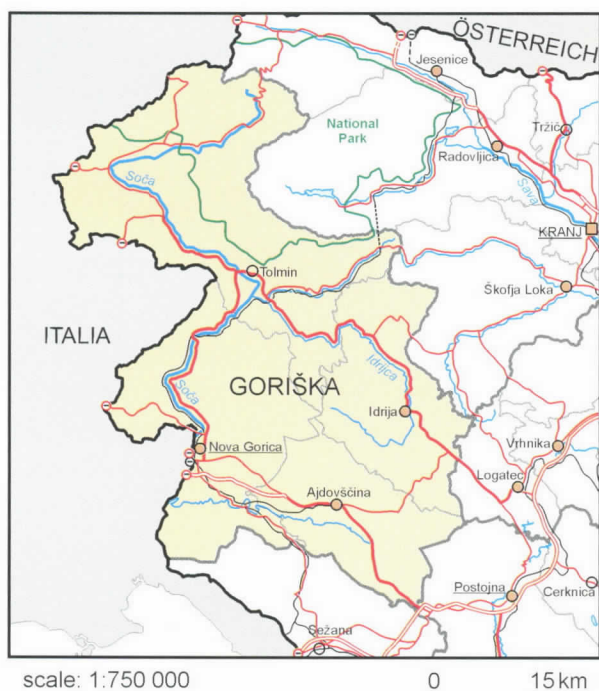 ÖSTERREICH
Jesenice
National
Park
Tržič
Radovljica
Sava
Soča
KRANJ
Tolmin
Škofja Loka
ITALIA
GORIŠKA
Idrijca
Soča
Idrija
Nova Gorica
Vrhnika
Logatec
Ajdovščina
Postojna
Cerknica
Sežana
scale: 1:750 000
0
15 km